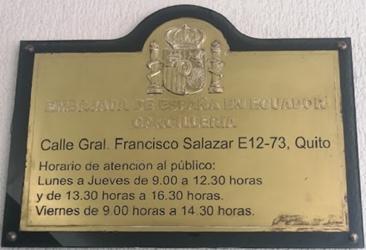 EMBAJADA DE ESPAÑA EN ECUADOR
CANCILLERIA
Calle Gral. Francisco Salazar E12-73, Quito
Horario de atención al público:
Lunes a Jueves de 9.00 a 12.30 horas
y de 13.30 horas a 16.30 horas.
Viernes de 9.00 horas a 14.30 horas.